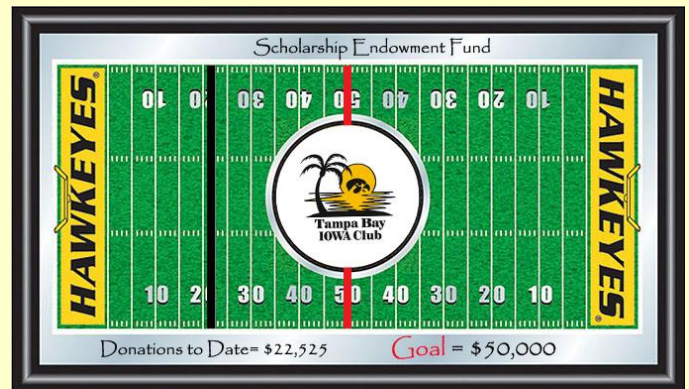 Scholarship Endowment Fund
10 20 30 40 50 40 30 20 10
HAWKEYES
Tampa Bay
IOWA Club
HAWKEYES
10 2 30 40 50 40 30 20 10
Donations to Date= $22,525 Goal = $50,000